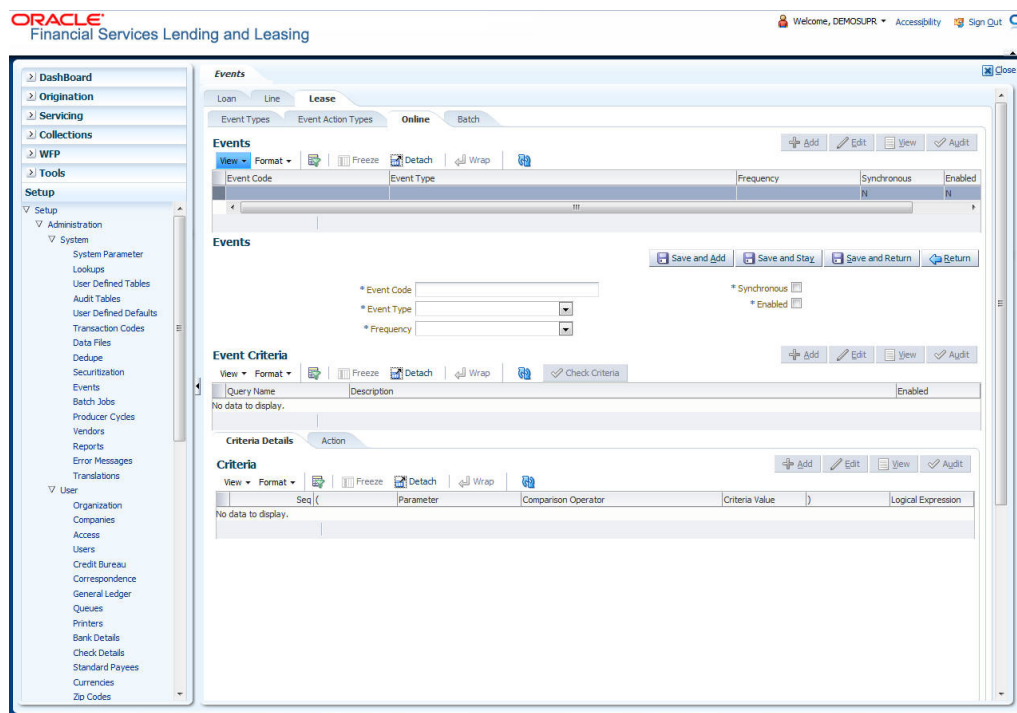 ORACLE
Financial Services Lending and Leasing
Welcome, DEMOSUPR Accessibility Sign Out
DashBoard
Origination
Servicing
Collections
WFP
Tools
Setup
Setup
Administration
System
System Parameter
Lookups
User Defined Tables
Audit Tables
User Defined Defaults
Transaction Codes
Data Files
Dedupe
Securitization
Events
Batch Jobs
Producer Cycles
Vendors
Reports
Error Messages
Translations
User
Organization
Companies
Access
Users
Credit Bureau
Correspondence
General Ledger
Queues
Printers
Bank Details
Check Details
Standard Payees
Currencies
Zip Codes
Events Close
Loan Line Lease
Event Types Event Action Types Online Batch
Events Add Edit View Audit
View Format Freeze Detach Wrap
Event Code Event Type Frequency Synchronous Enabled
N N
Events
Save and Add Save and Stay Save and Return Return
* Event Code * Synchronous
* Event Type * Enabled
* Frequency
Event Criteria Add Edit View Audit
View Format Freeze Detach Wrap Check Criteria
Query Name Description Enabled
No data to display.
Criteria Details Action
Criteria Add Edit View Audit
View Format Freeze Detach Wrap
Seq ( Parameter Comparison Operator Criteria Value ) Logical Expression
No data to display.